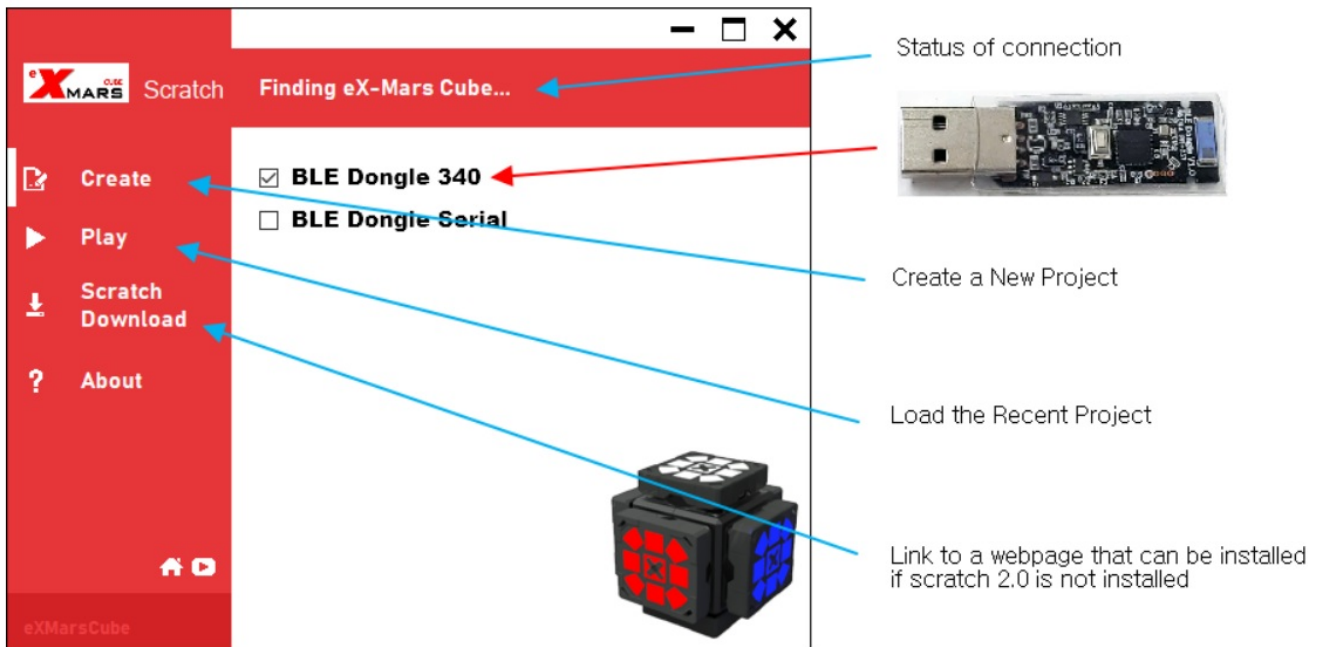 eXMARS CUBE Scratch
Finding eX-Mars Cube...
Status of connection
Create
BLE Dongle 340
BLE Dongle Serial
Play
Create a New Project
Scratch
Download
About
Load the Recent Project
Link to a webpage that can be installed
if scratch 2.0 is not installed
eXMarsCube